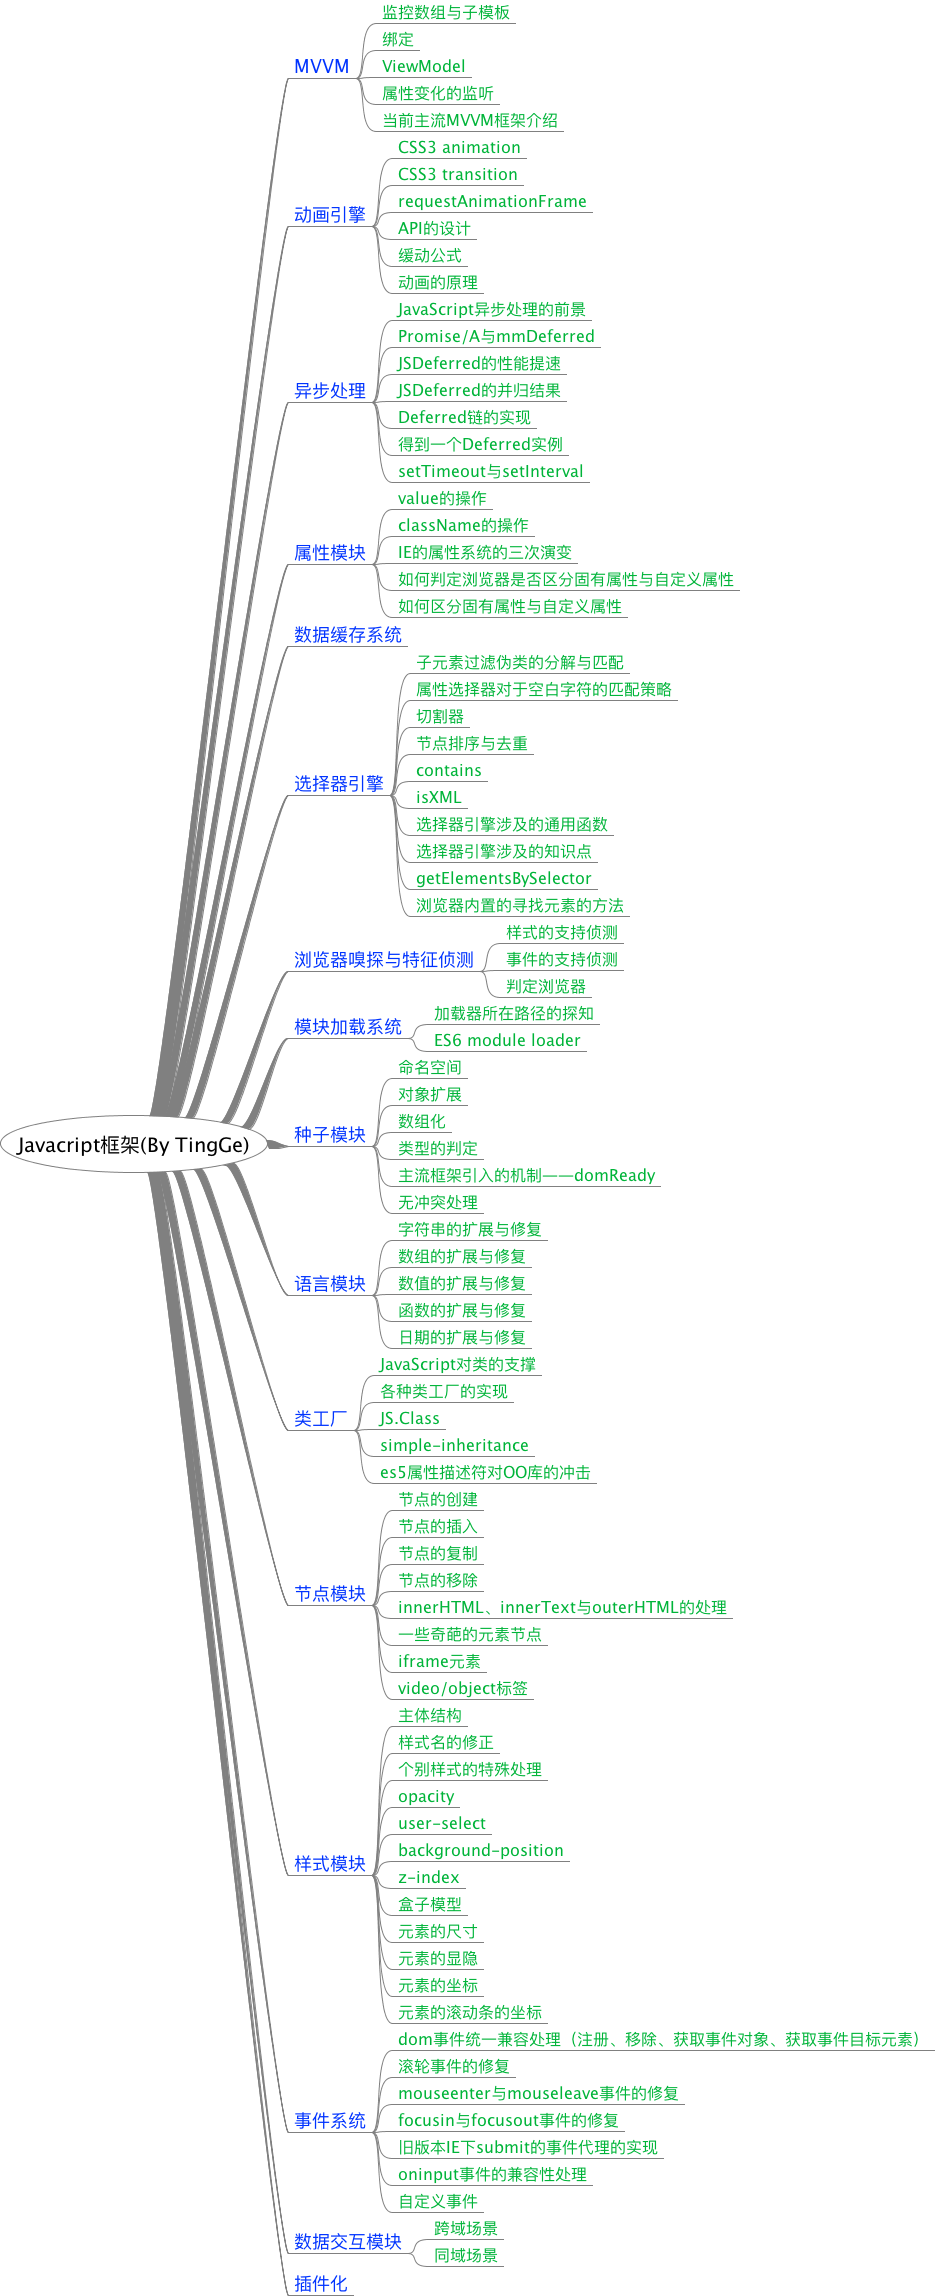 Javacript框架(By TingGe)
MVVM
监控数组与子模板
绑定
ViewModel
属性变化的监听
当前主流MVVM框架介绍
动画引擎
CSS3 animation
CSS3 transition
requestAnimationFrame
API的设计
缓动公式
动画的原理
异步处理
JavaScript异步处理的前景
Promise/A与mmDeferred
JSDeferred的性能提速
JSDeferred的并归结果
Deferred链的实现
得到一个Deferred实例
setTimeout与setInterval
属性模块
value的操作
className的操作
IE的属性系统的三次演变
如何判定浏览器是否区分固有属性与自定义属性
如何区分固有属性与自定义属性
数据缓存系统
选择器引擎
子元素过滤伪类的分解与匹配
属性选择器对于空白字符的匹配策略
切割器
节点排序与去重
contains
isXML
选择器引擎涉及的通用函数
选择器引擎涉及的知识点
getElementsBySelector
浏览器内置的寻找元素的方法
浏览器嗅探与特征侦测
样式的支持侦测
事件的支持侦测
判定浏览器
模块加载系统
加载器所在路径的探知
ES6 module loader
种子模块
命名空间
对象扩展
数组化
类型的判定
主流框架引入的机制——domReady
无冲突处理
语言模块
字符串的扩展与修复
数组的扩展与修复
数值的扩展与修复
函数的扩展与修复
日期的扩展与修复
类工厂
JavaScript对类的支撑
各种类工厂的实现
JS.Class
simple-inheritance
es5属性描述符对OO库的冲击
节点模块
节点的创建
节点的插入
节点的复制
节点的移除
innerHTML、innerText与outerHTML的处理
一些奇葩的元素节点
iframe元素
video/object标签
样式模块
主体结构
样式名的修正
个别样式的特殊处理
opacity
user-select
background-position
z-index
盒子模型
元素的尺寸
元素的显隐
元素的坐标
元素的滚动条的坐标
事件系统
dom事件统一兼容处理（注册、移除、获取事件对象、获取事件目标元素）
滚轮事件的修复
mouseenter与mouseleave事件的修复
focusin与focusout事件的修复
旧版本IE下submit的事件代理的实现
oninput事件的兼容性处理
自定义事件
数据交互模块
跨域场景
同域场景
插件化